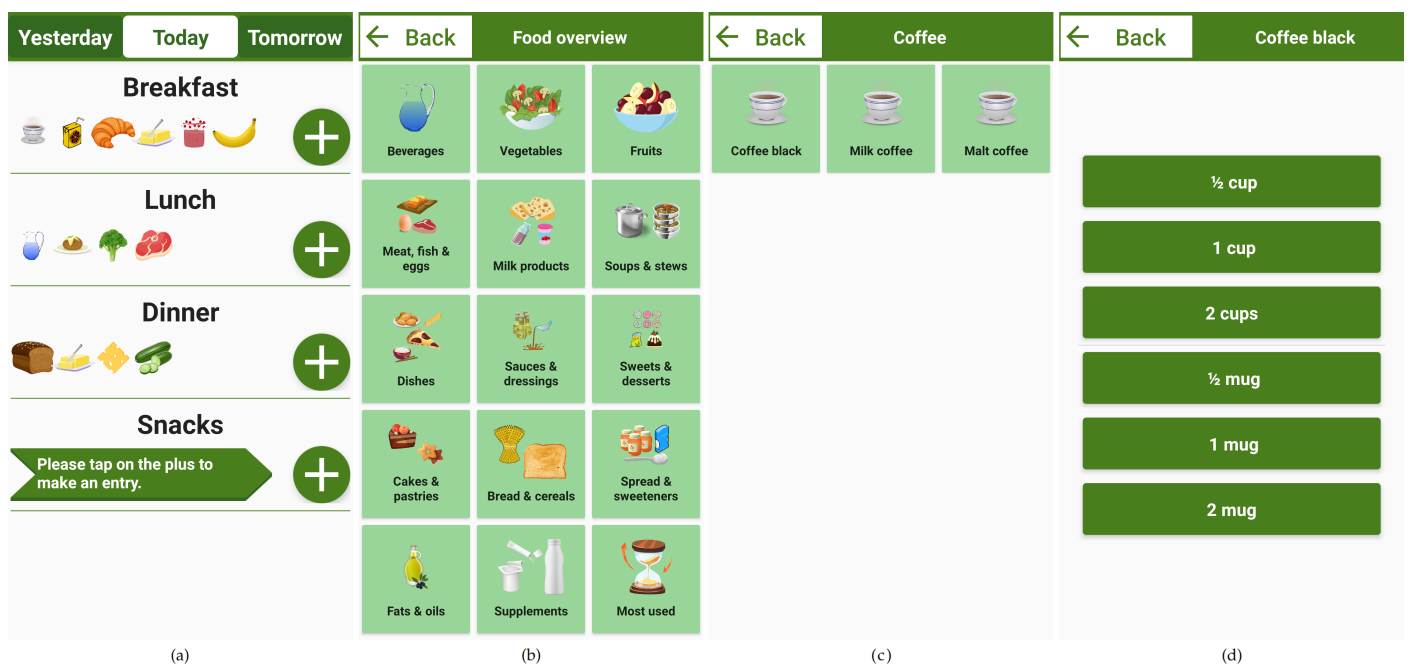 Yesterday Today Tomorrow
Breakfast
Lunch
Dinner
Snacks
Please tap on the plus to
make an entry.
(a)
Back Food overview
Beverages Vegetables Fruits
Meat, fish &
eggs
Milk products
Soups & stews
Dishes
Sauces &
dressings
Sweets &
desserts
Cakes &
pastries
Bread & cereals
Spread &
sweeteners
Fats & oils Supplements Most used
(b)
Back Coffee
Coffee black Milk coffee Malt coffee
(c)
Back Coffee black
½ cup
1 cup
2 cups
½ mug
1 mug
2 mug
(d)